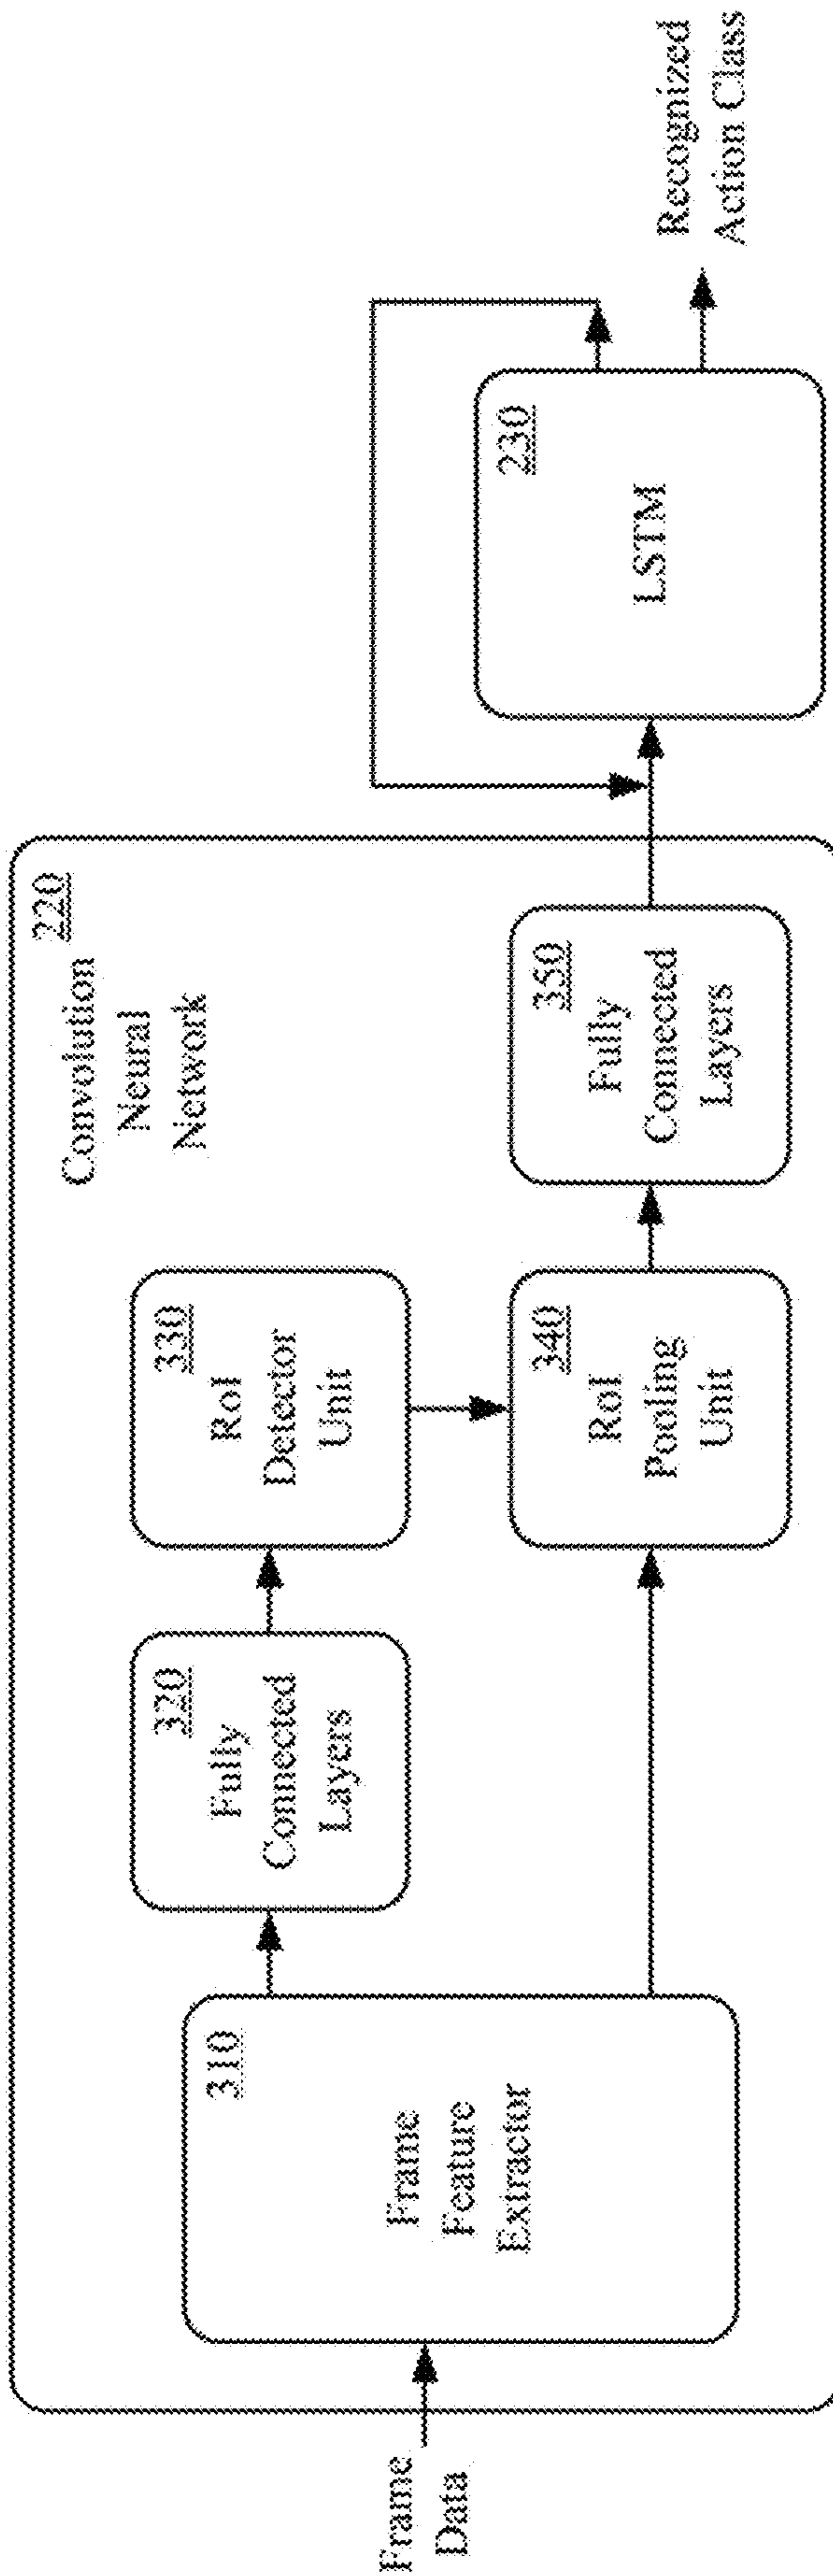 Frame
Data
310
Frame
Feature
Extractor
320
Fully
Connected
Layers
330
RoI
Detector
Unit
340
RoI
Pooling
Unit
220
Convolution
Neural
Network
350
Fully
Connected
Layers
230
LSTM
Recognized
Action Class